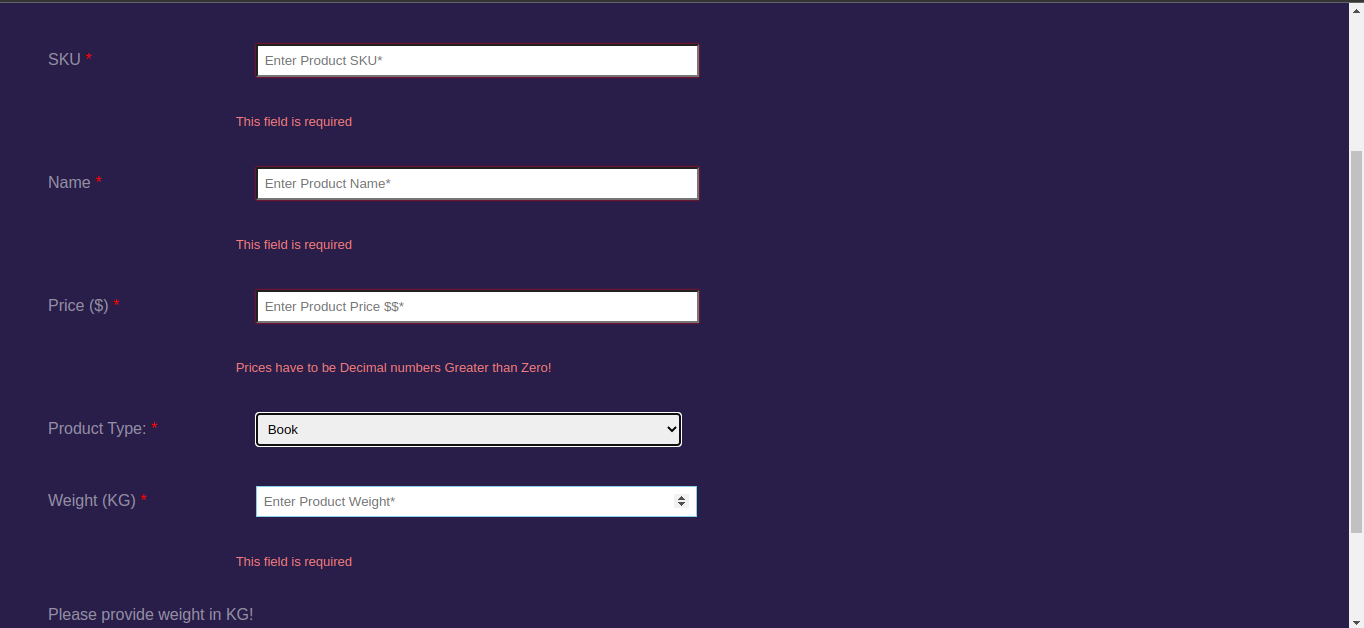 SKU *
Enter Product SKU*
This field is required
Name *
Enter Product Name*
This field is required
Price ($) *
Enter Product Price $$*
Prices have to be Decimal numbers Greater than Zero!
Product Type: *
Book
Weight (KG) *
Enter Product Weight*
This field is required
Please provide weight in KG!